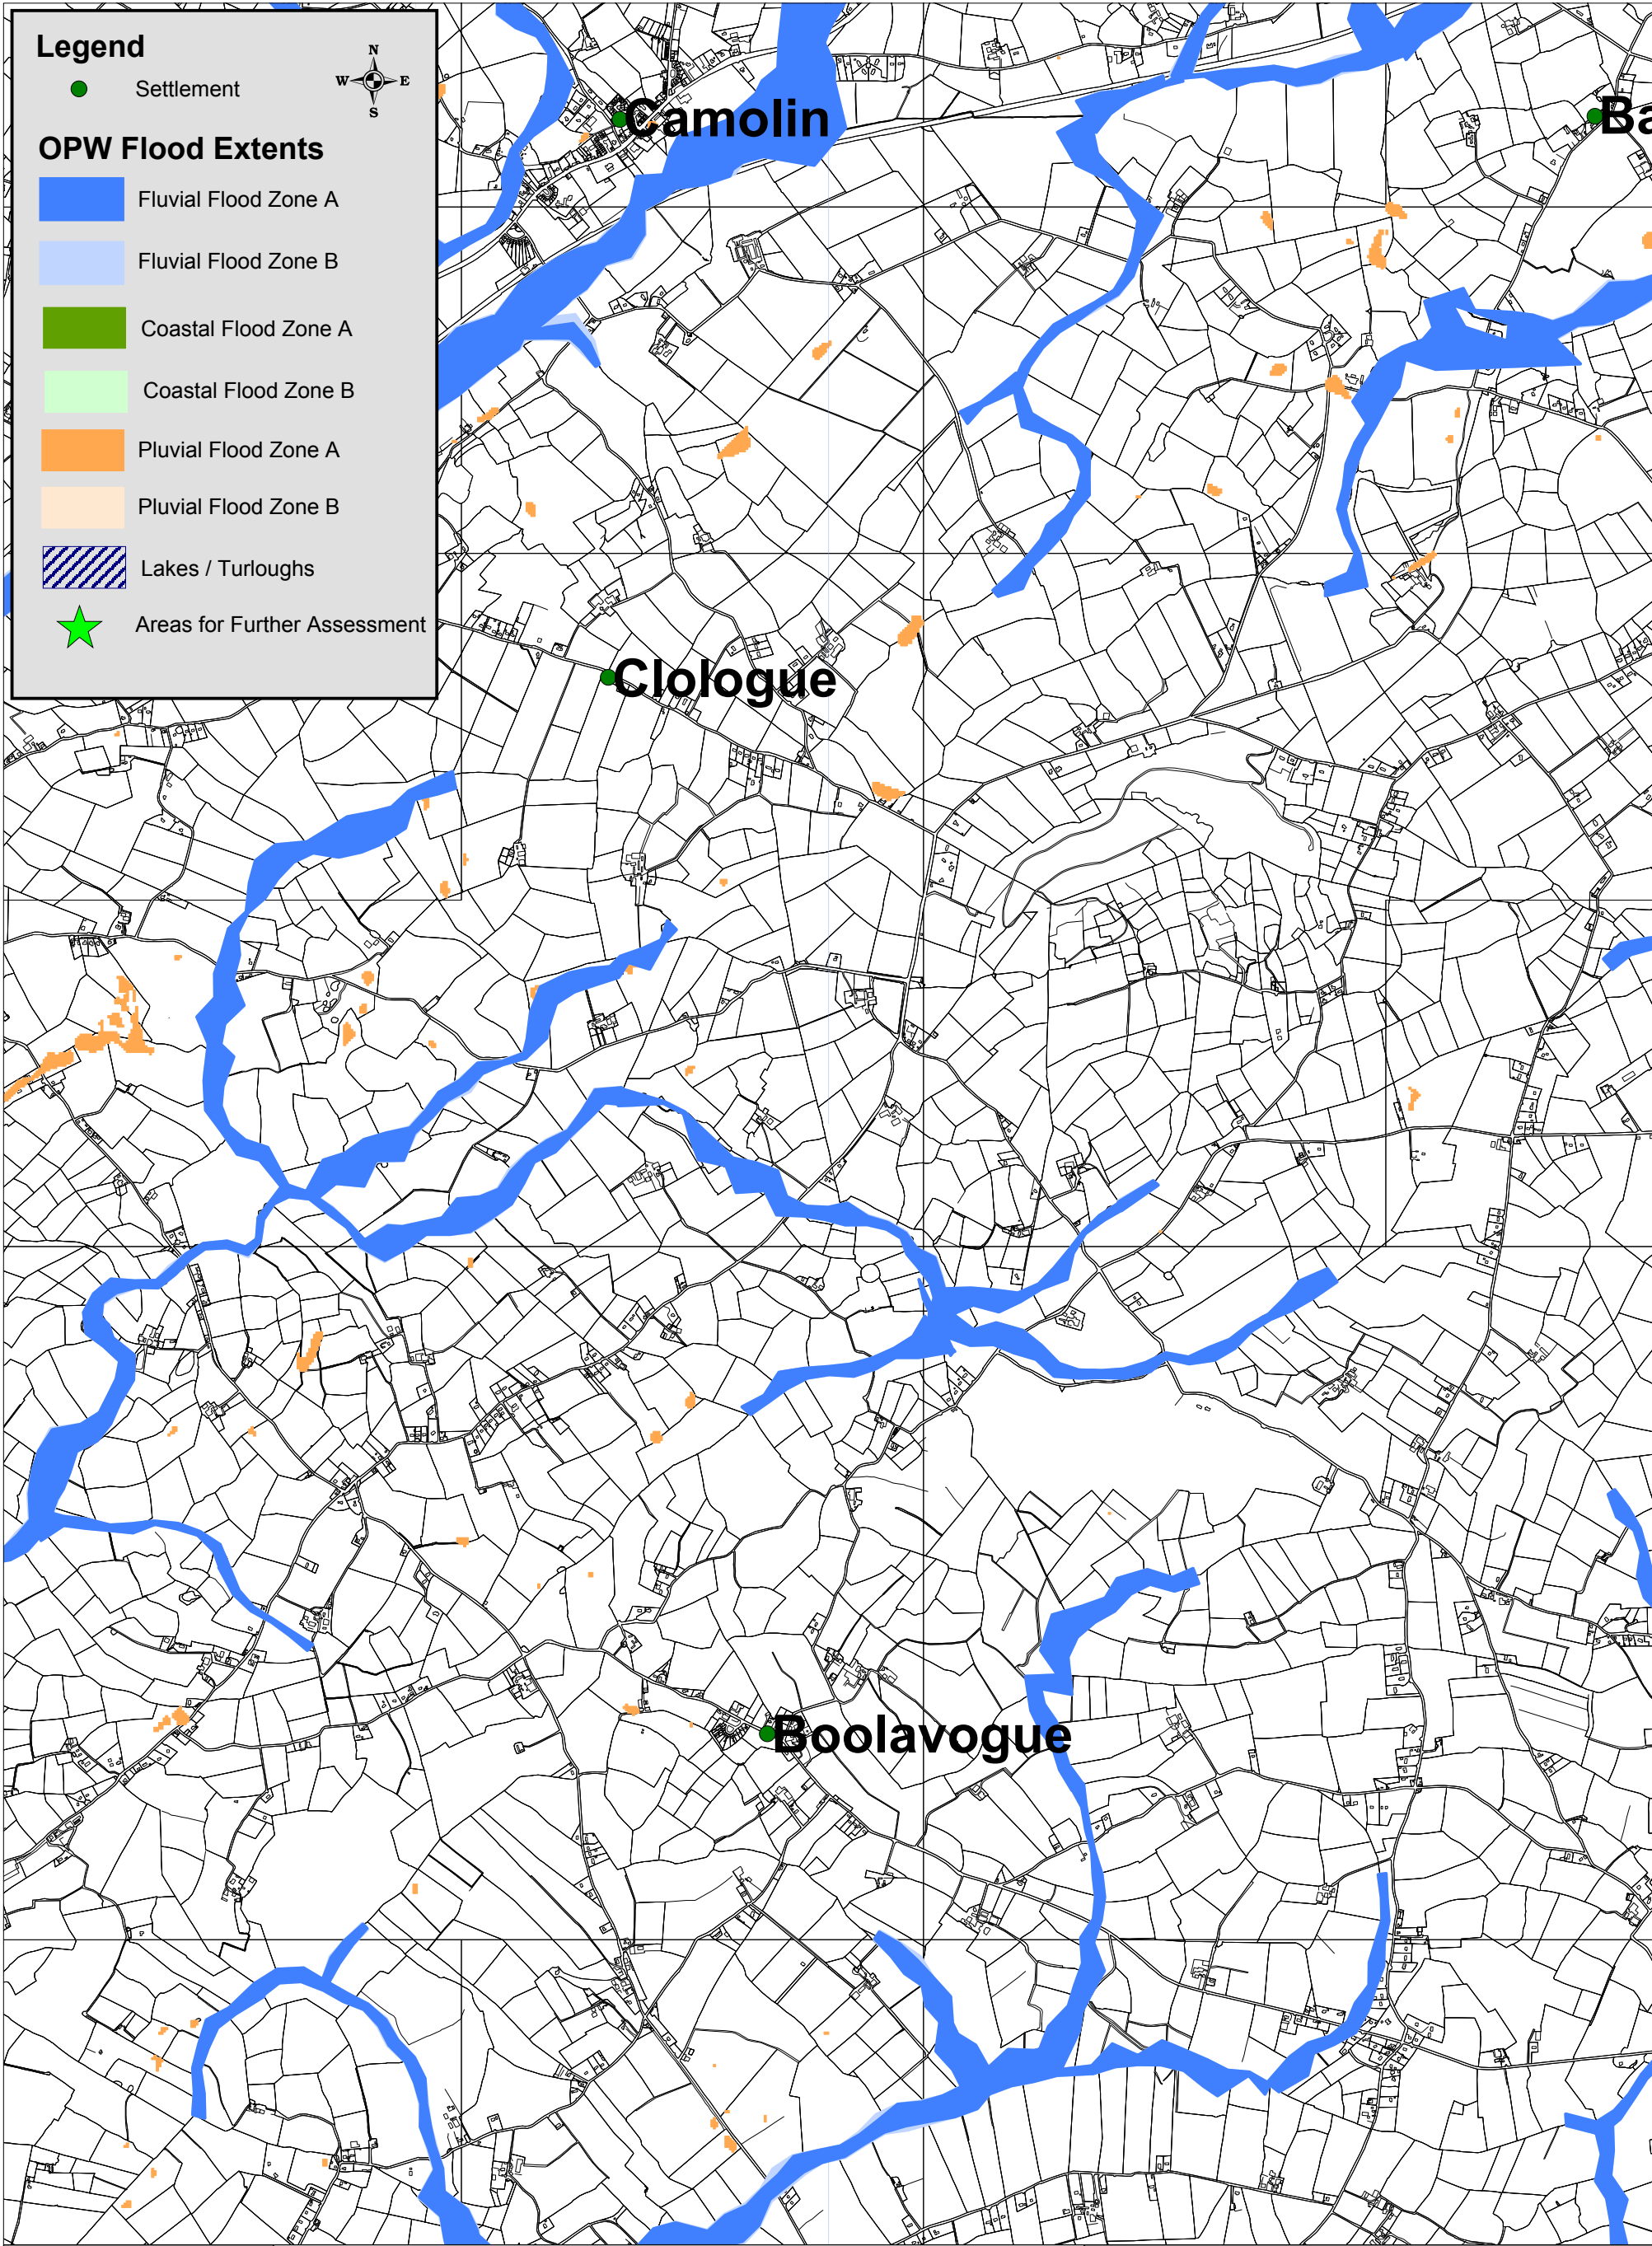 Legend
N
W E
S
Settlement
OPW Flood Extents
Fluvial Flood Zone A
Fluvial Flood Zone B
Coastal Flood Zone A
Coastal Flood Zone B
Pluvial Flood Zone A
Pluvial Flood Zone B
Lakes / Turloughs
Areas for Further Assessment
Camolin
Ba
Clologue
Boolavogue